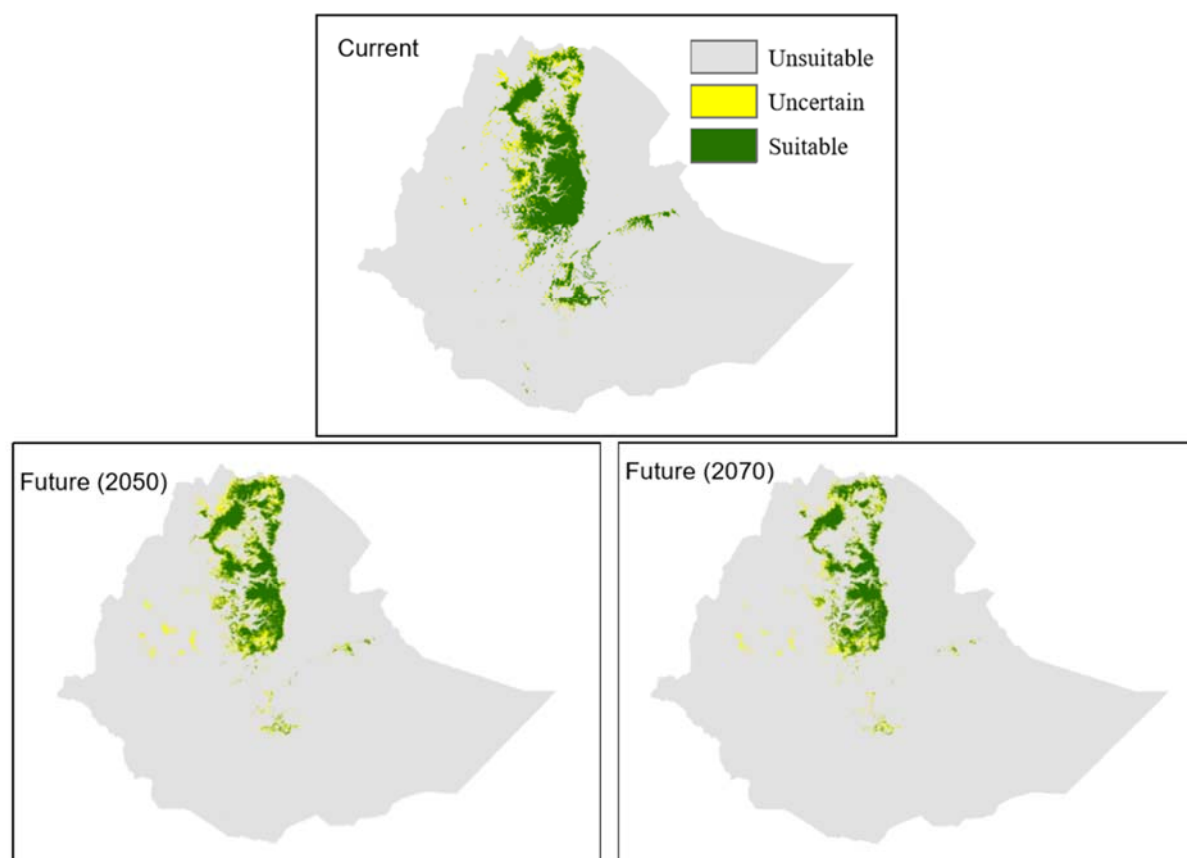 Current
Unsuitable
Uncertain
Suitable
Future (2050)
Future (2070)